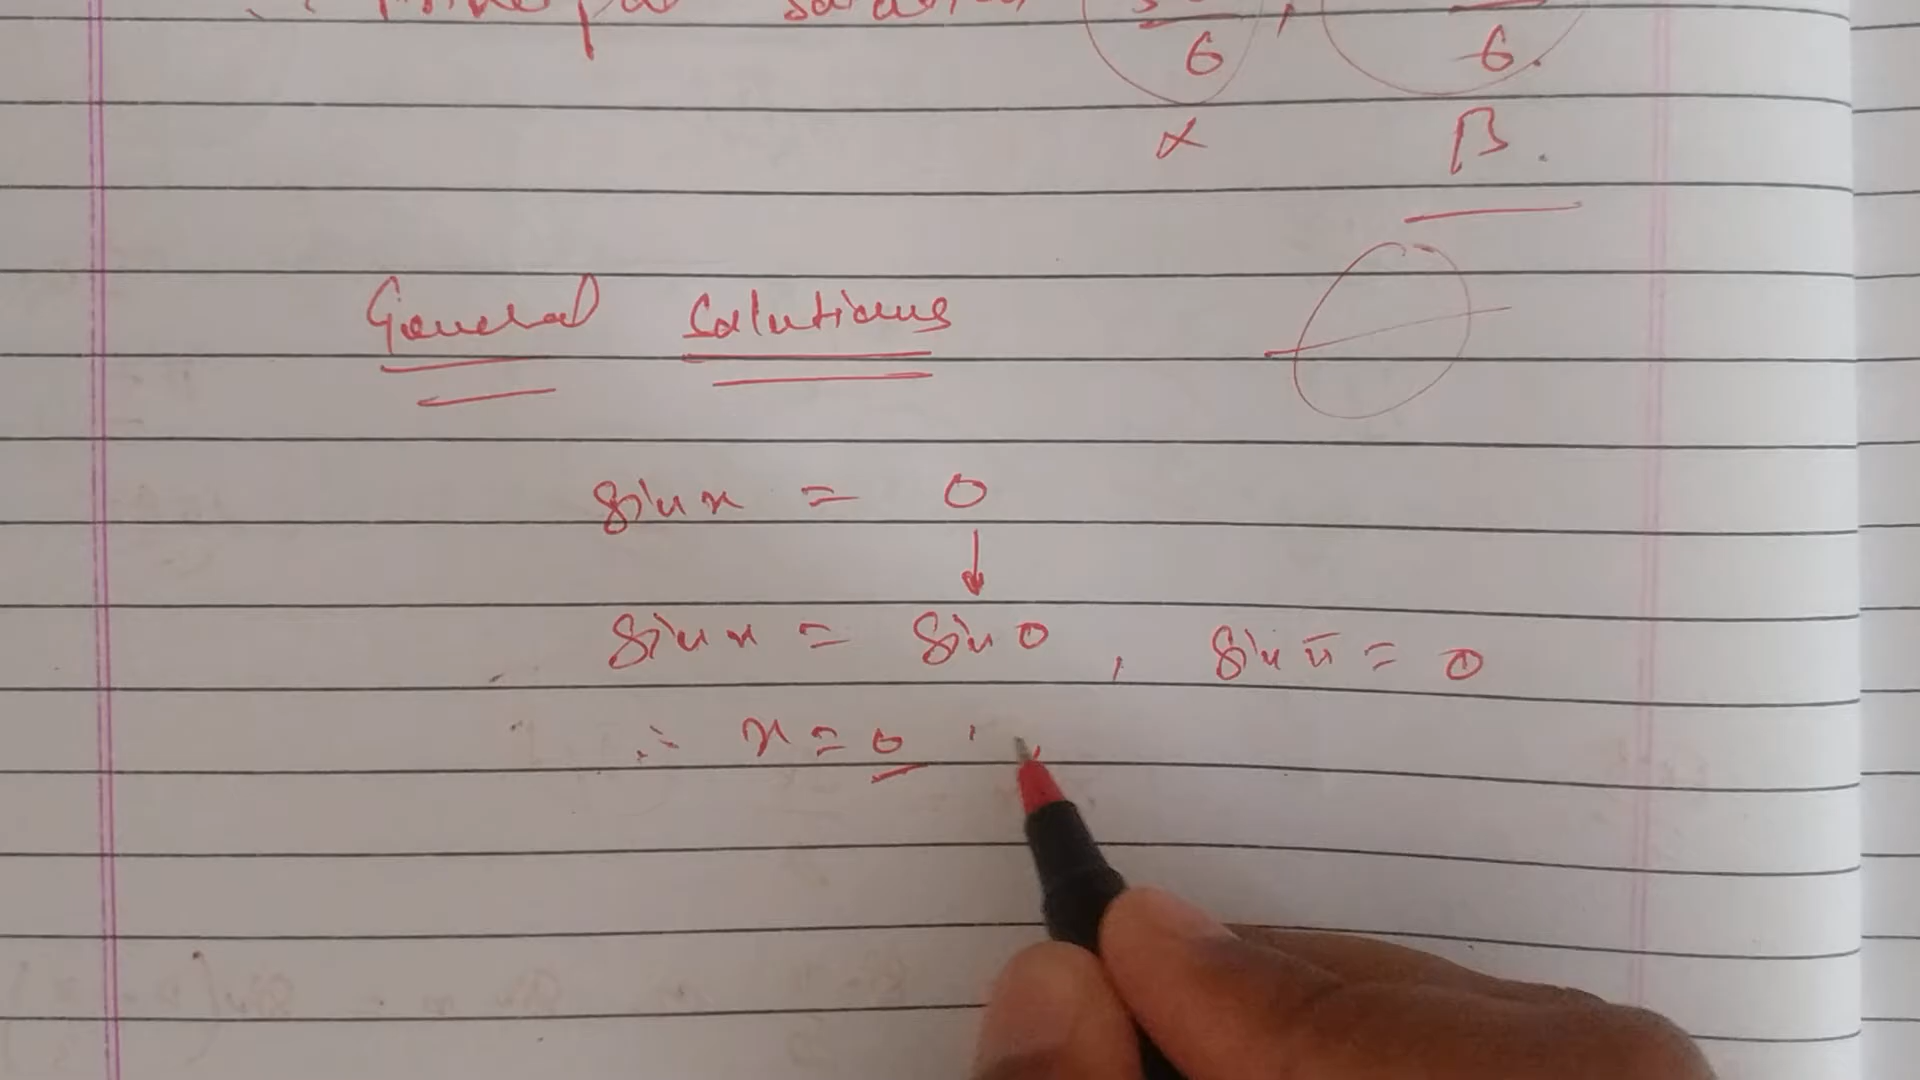 6 6.
α β.
General Solutions
sin x = 0
↓
sin x = sin 0 , sin π = 0
∴ x = 0 ,